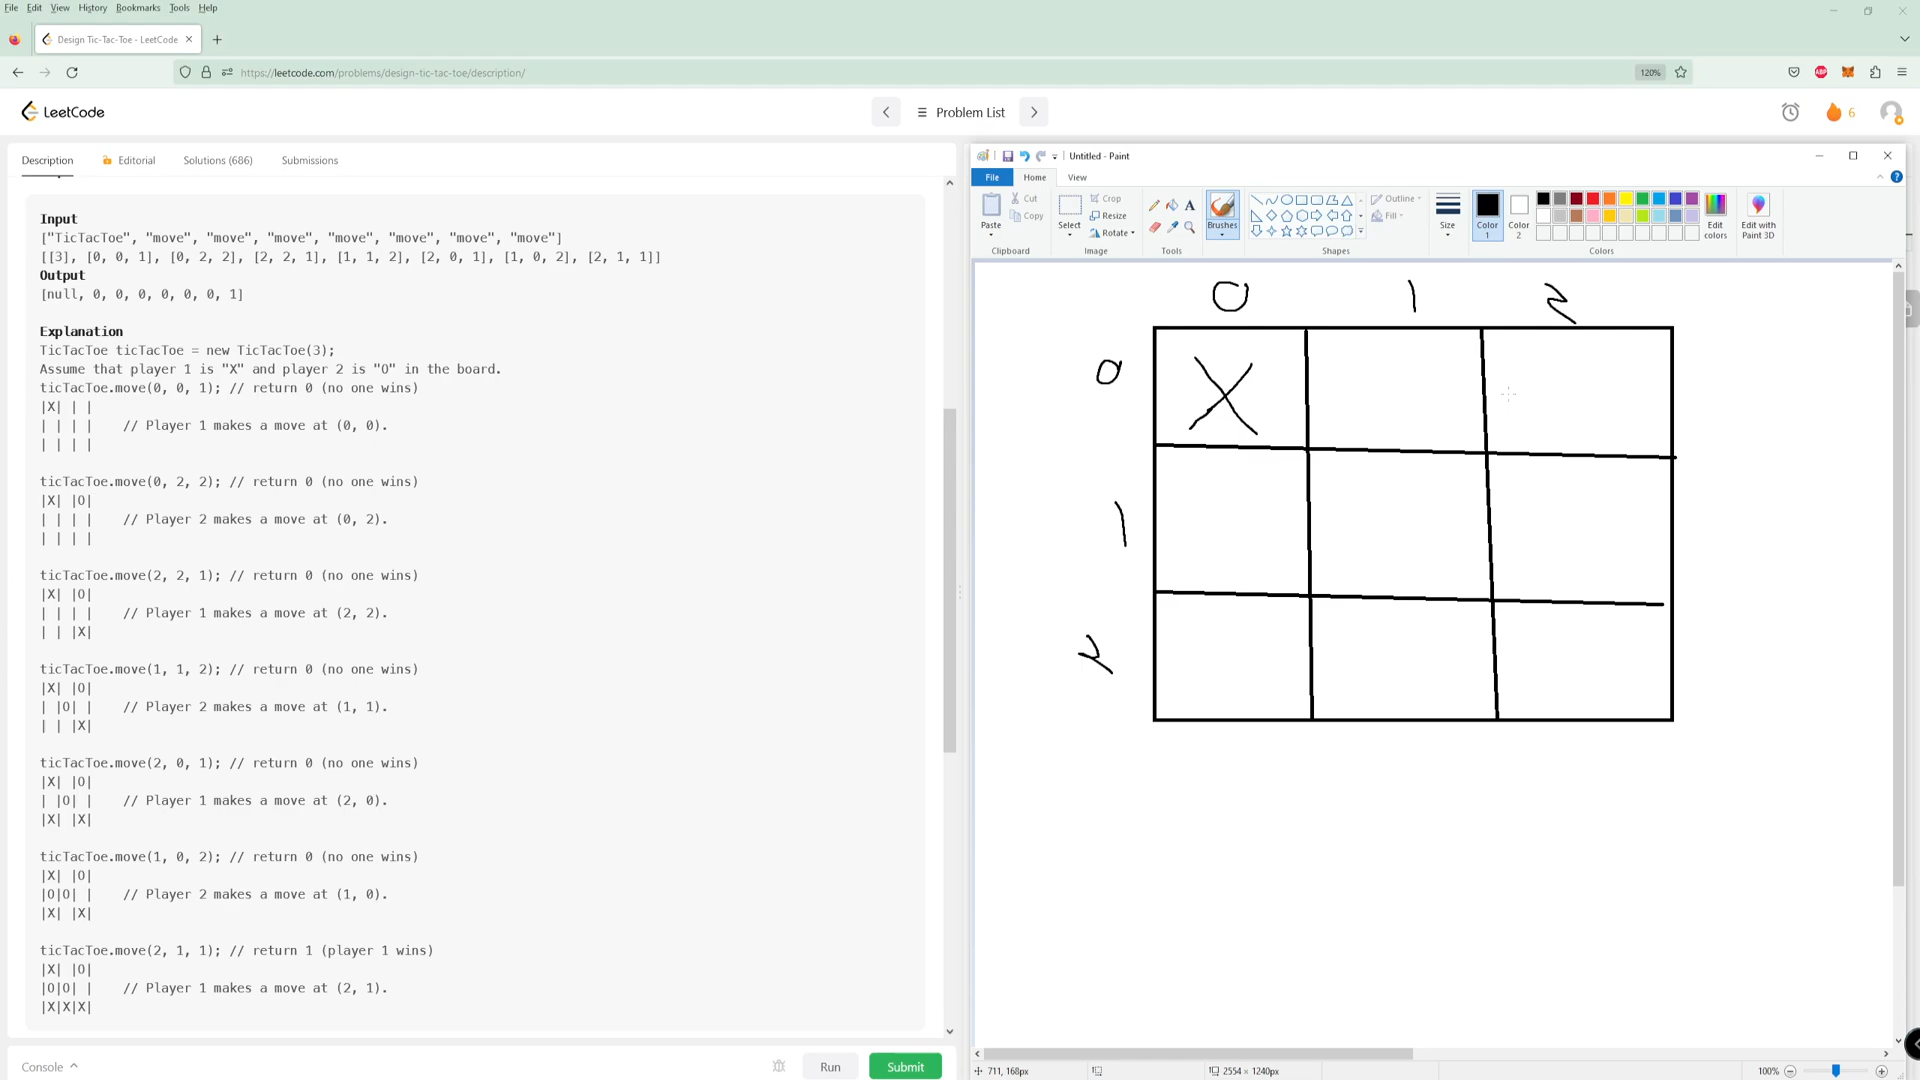 File Edit View History Bookmarks Tools Help
Design Tic-Tac-Toe - LeetCode
https://leetcode.com/problems/design-tic-tac-toe/description/
120%
ABP
LeetCode
Problem List
6
Description Editorial Solutions (686) Submissions
Input
["TicTacToe", "move", "move", "move", "move", "move", "move", "move"]
[[3], [0, 0, 1], [0, 2, 2], [2, 2, 1], [1, 1, 2], [2, 0, 1], [1, 0, 2], [2, 1, 1]]
Output
[null, 0, 0, 0, 0, 0, 0, 1]
Explanation
TicTacToe ticTacToe = new TicTacToe(3);
Assume that player 1 is "X" and player 2 is "O" in the board.
ticTacToe.move(0, 0, 1); // return 0 (no one wins)
|X| | |
| | | | // Player 1 makes a move at (0, 0).
| | | |
ticTacToe.move(0, 2, 2); // return 0 (no one wins)
|X| |O|
| | | | // Player 2 makes a move at (0, 2).
| | | |
ticTacToe.move(2, 2, 1); // return 0 (no one wins)
|X| |O|
| | | | // Player 1 makes a move at (2, 2).
| | |X|
ticTacToe.move(1, 1, 2); // return 0 (no one wins)
|X| |O|
| |O| | // Player 2 makes a move at (1, 1).
| | |X|
ticTacToe.move(2, 0, 1); // return 0 (no one wins)
|X| |O|
| |O| | // Player 1 makes a move at (2, 0).
|X| |X|
ticTacToe.move(1, 0, 2); // return 0 (no one wins)
|X| |O|
|O|O| | // Player 2 makes a move at (1, 0).
|X| |X|
ticTacToe.move(2, 1, 1); // return 1 (player 1 wins)
|X| |O|
|O|O| | // Player 1 makes a move at (2, 1).
|X|X|X|
Console
Run Submit
Untitled - Paint
File Home View
Paste Cut Copy
Clipboard
Select Crop Resize Rotate
Image
A
Tools
Brushes
Outline Fill
Shapes
Size
Color 1 Color 2 Edit colors Edit with Paint 3D
Colors
0 1 2
0 X
1
2
711, 168px 2554 × 1240px 100%